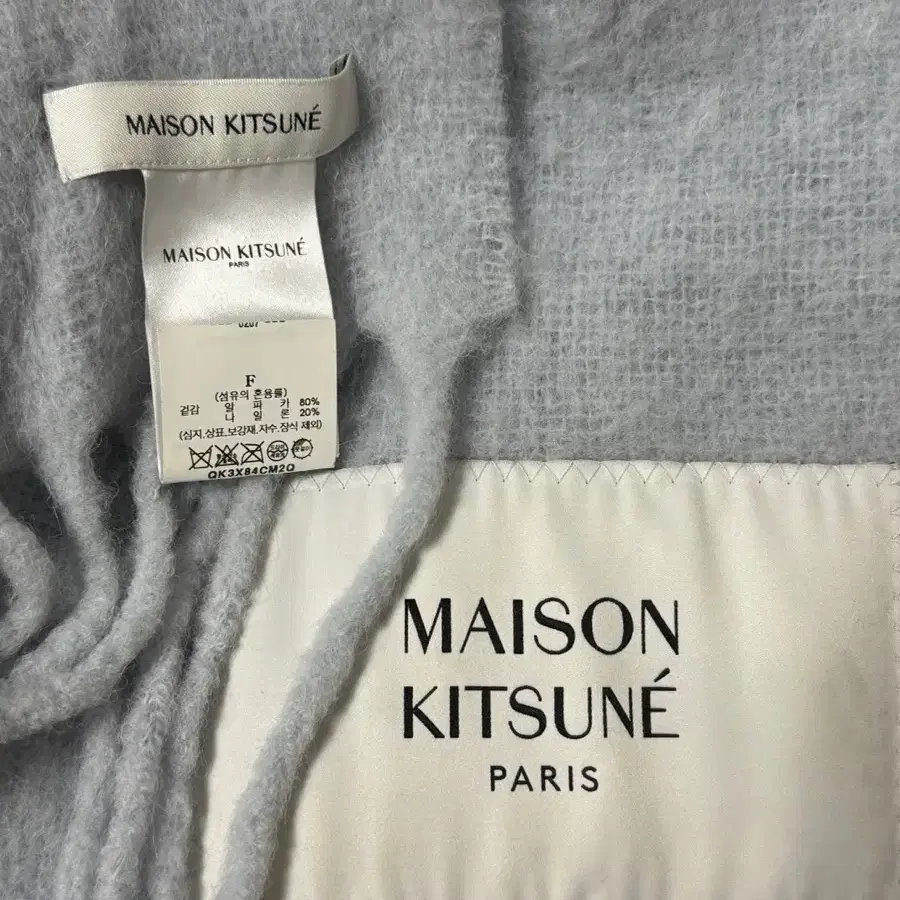 MAISON KITSUNÉ
MAISON KITSUNÉ
PARIS
F
(섬유의 혼용률)
겉감 알 파 카 80%
나 일 론 20%
(심지,상표,보강재,자수,장식 제외)
QK3X84CM2Q
MAISON
KITSUNÉ
PARIS